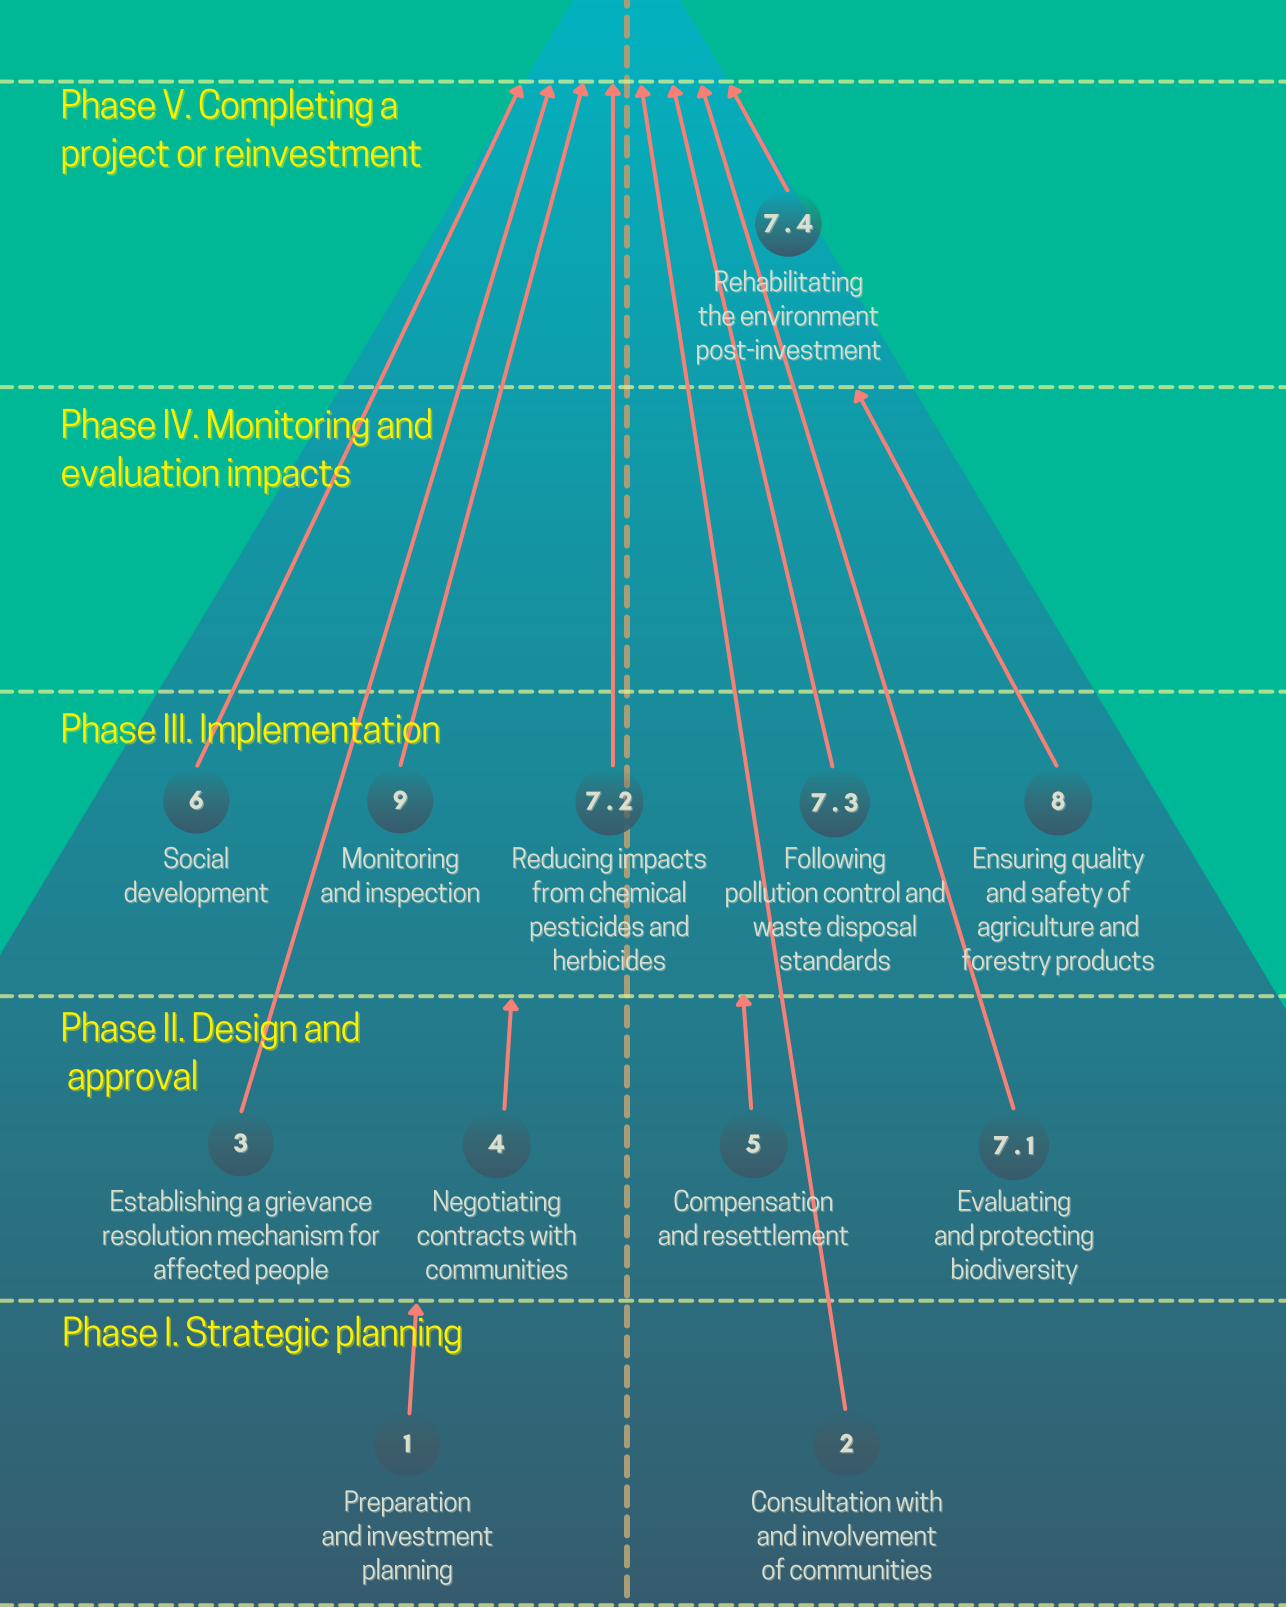 Phase V. Completing a
project or reinvestment
7.4
Rehabilitating
the environment
post-investment
Phase IV. Monitoring and
evaluation impacts
Phase III. Implementation
6
Social
development
9
Monitoring
and inspection
7.2
Reducing impacts
from chemical
pesticides and
herbicides
7.3
Following
pollution control and
waste disposal
standards
8
Ensuring quality
and safety of
agriculture and
forestry products
Phase II. Design and
approval
3
Establishing a grievance
resolution mechanism for
affected people
4
Negotiating
contracts with
communities
5
Compensation
and resettlement
7.1
Evaluating
and protecting
biodiversity
Phase I. Strategic planning
1
Preparation
and investment
planning
2
Consultation with
and involvement
of communities